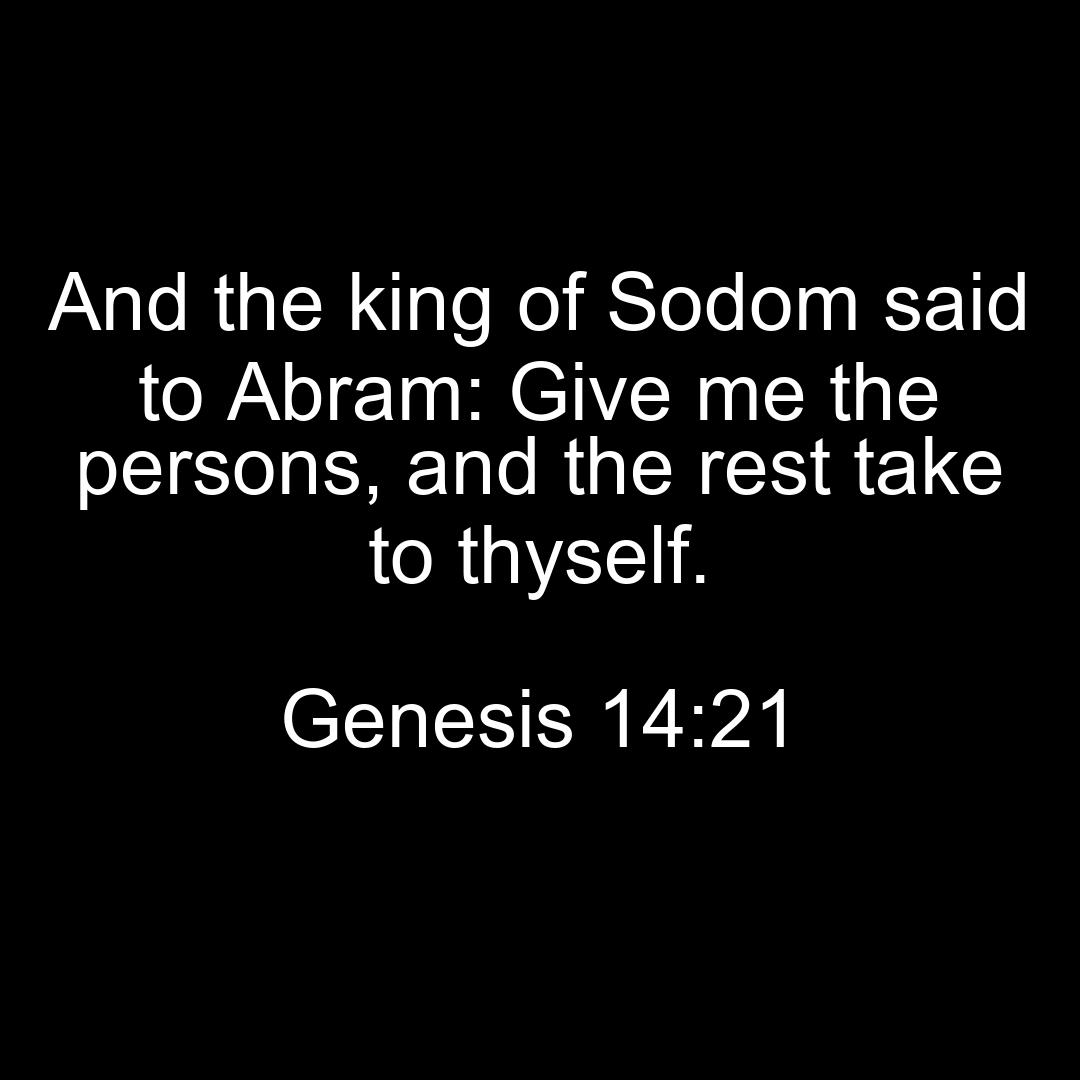 And the king of Sodom said
to Abram: Give me the
persons, and the rest take
to thyself.
Genesis 14:21